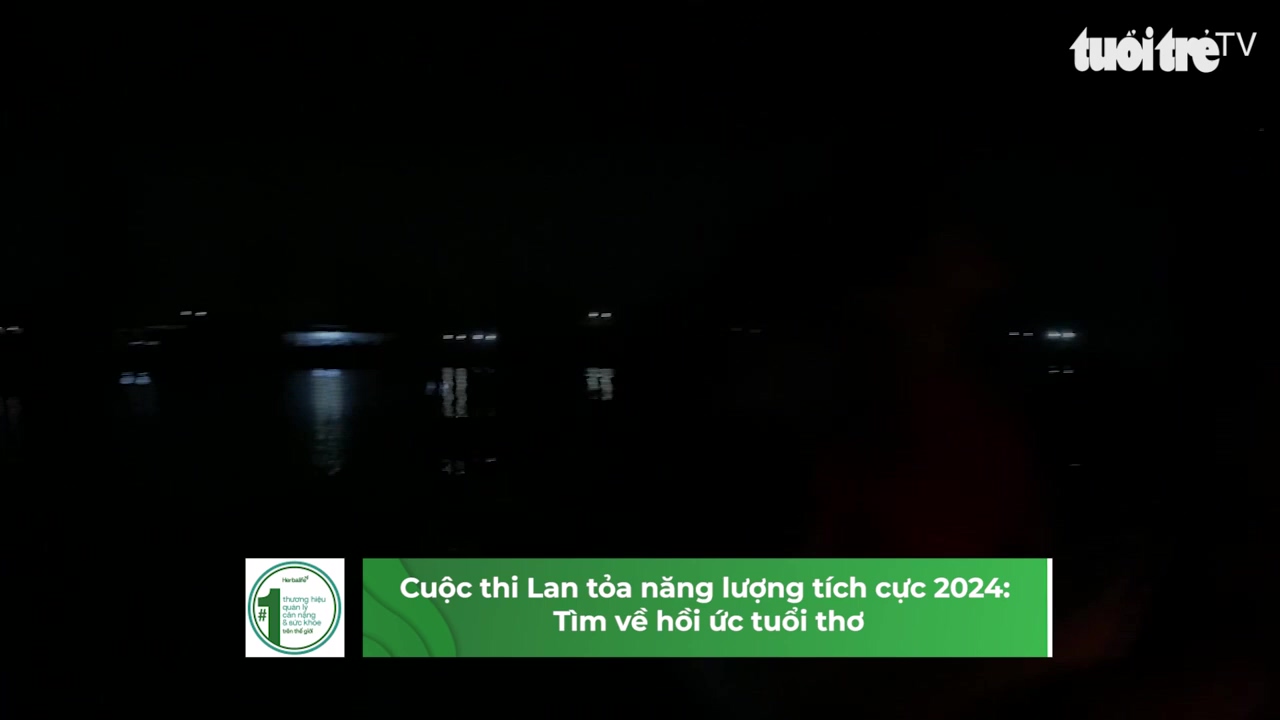 tuổi trẻ TV
Cuộc thi Lan tỏa năng lượng tích cực 2024:
Tìm về hồi ức tuổi thơ
Herbalife
#1
thương hiệu
quản lý
cân nặng
& sức khỏe
trên thế giới